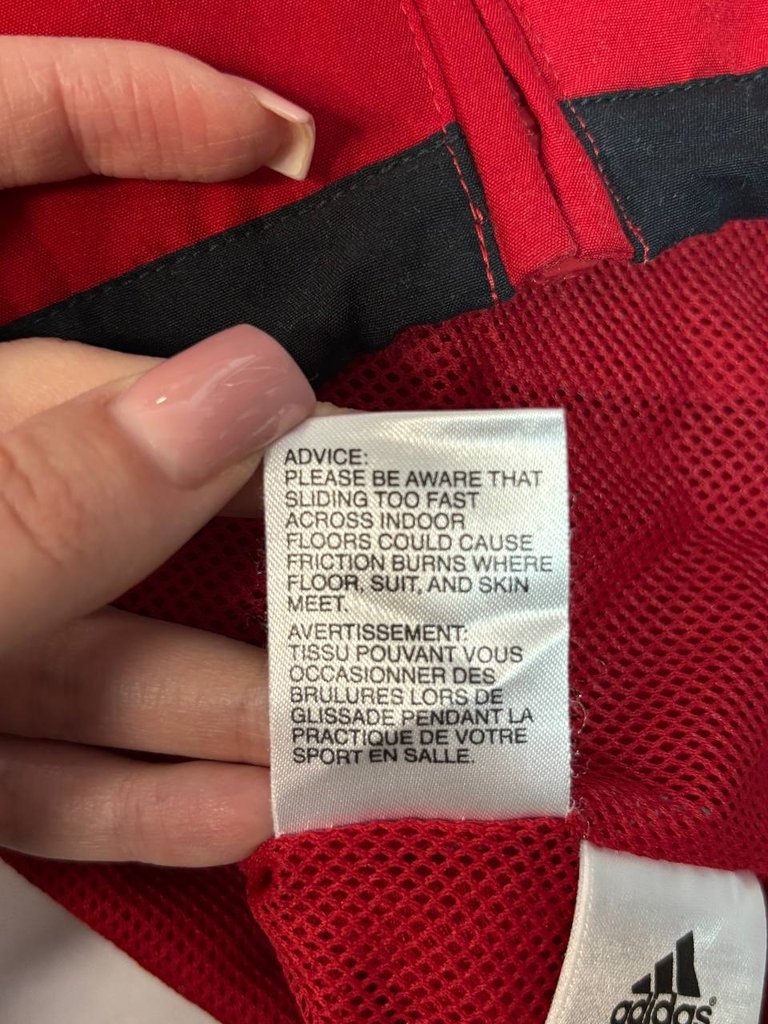 ADVICE:
PLEASE BE AWARE THAT
SLIDING TOO FAST
ACROSS INDOOR
FLOORS COULD CAUSE
FRICTION BURNS WHERE
FLOOR, SUIT, AND SKIN
MEET.
AVERTISSEMENT:
TISSU POUVANT VOUS
OCCASIONNER DES
BRULURES LORS DE
GLISSADE PENDANT LA
PRACTIQUE DE VOTRE
SPORT EN SALLE.
adidas®